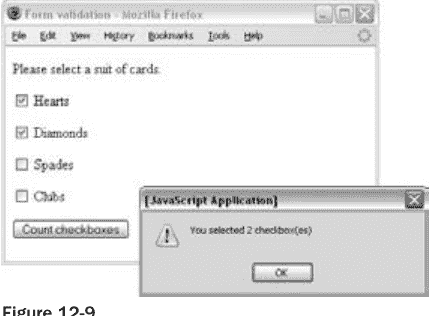 Form validation - Mozilla Firefox
File Edit View History Bookmarks Tools Help
Please select a suit of cards.
Hearts
Diamonds
Spades
Clubs
Count checkboxes
[JavaScript Application]
You selected 2 checkbox(es)
OK
Figure 12-9